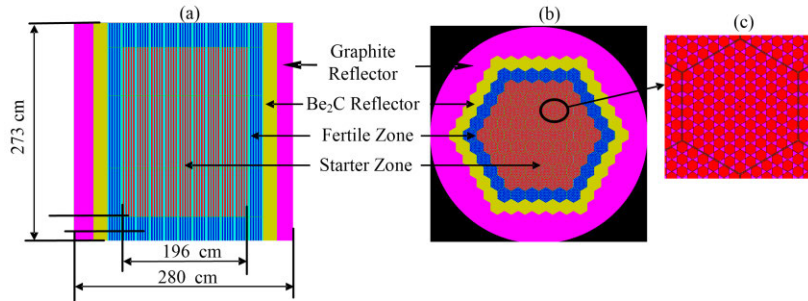 (a)
(b)
(c)
Graphite
Reflector
Be₂C Reflector
Fertile Zone
Starter Zone
273 cm
196 cm
280 cm